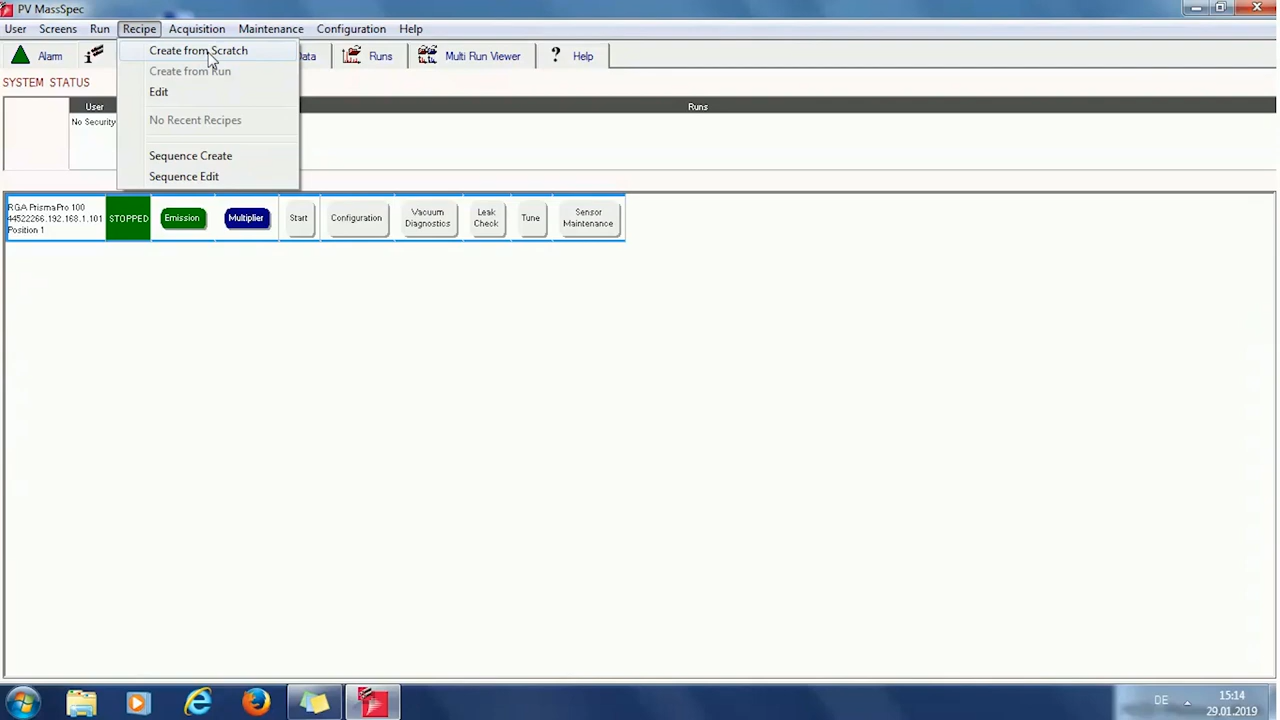 PV MassSpec
User Screens Run Recipe Acquisition Maintenance Configuration Help
Alarm Runs Multi Run Viewer ? Help
Create from Scratch
Create from Run
Edit
No Recent Recipes
Sequence Create
Sequence Edit
SYSTEM STATUS
User Runs
No Security
RGA PrismaPro 100
44522266.192.168.1.101
Position 1
STOPPED
Emission
Multiplier
Start
Configuration
Vacuum
Diagnostics
Leak
Check
Tune
Sensor
Maintenance
DE
15:14
29.01.2019